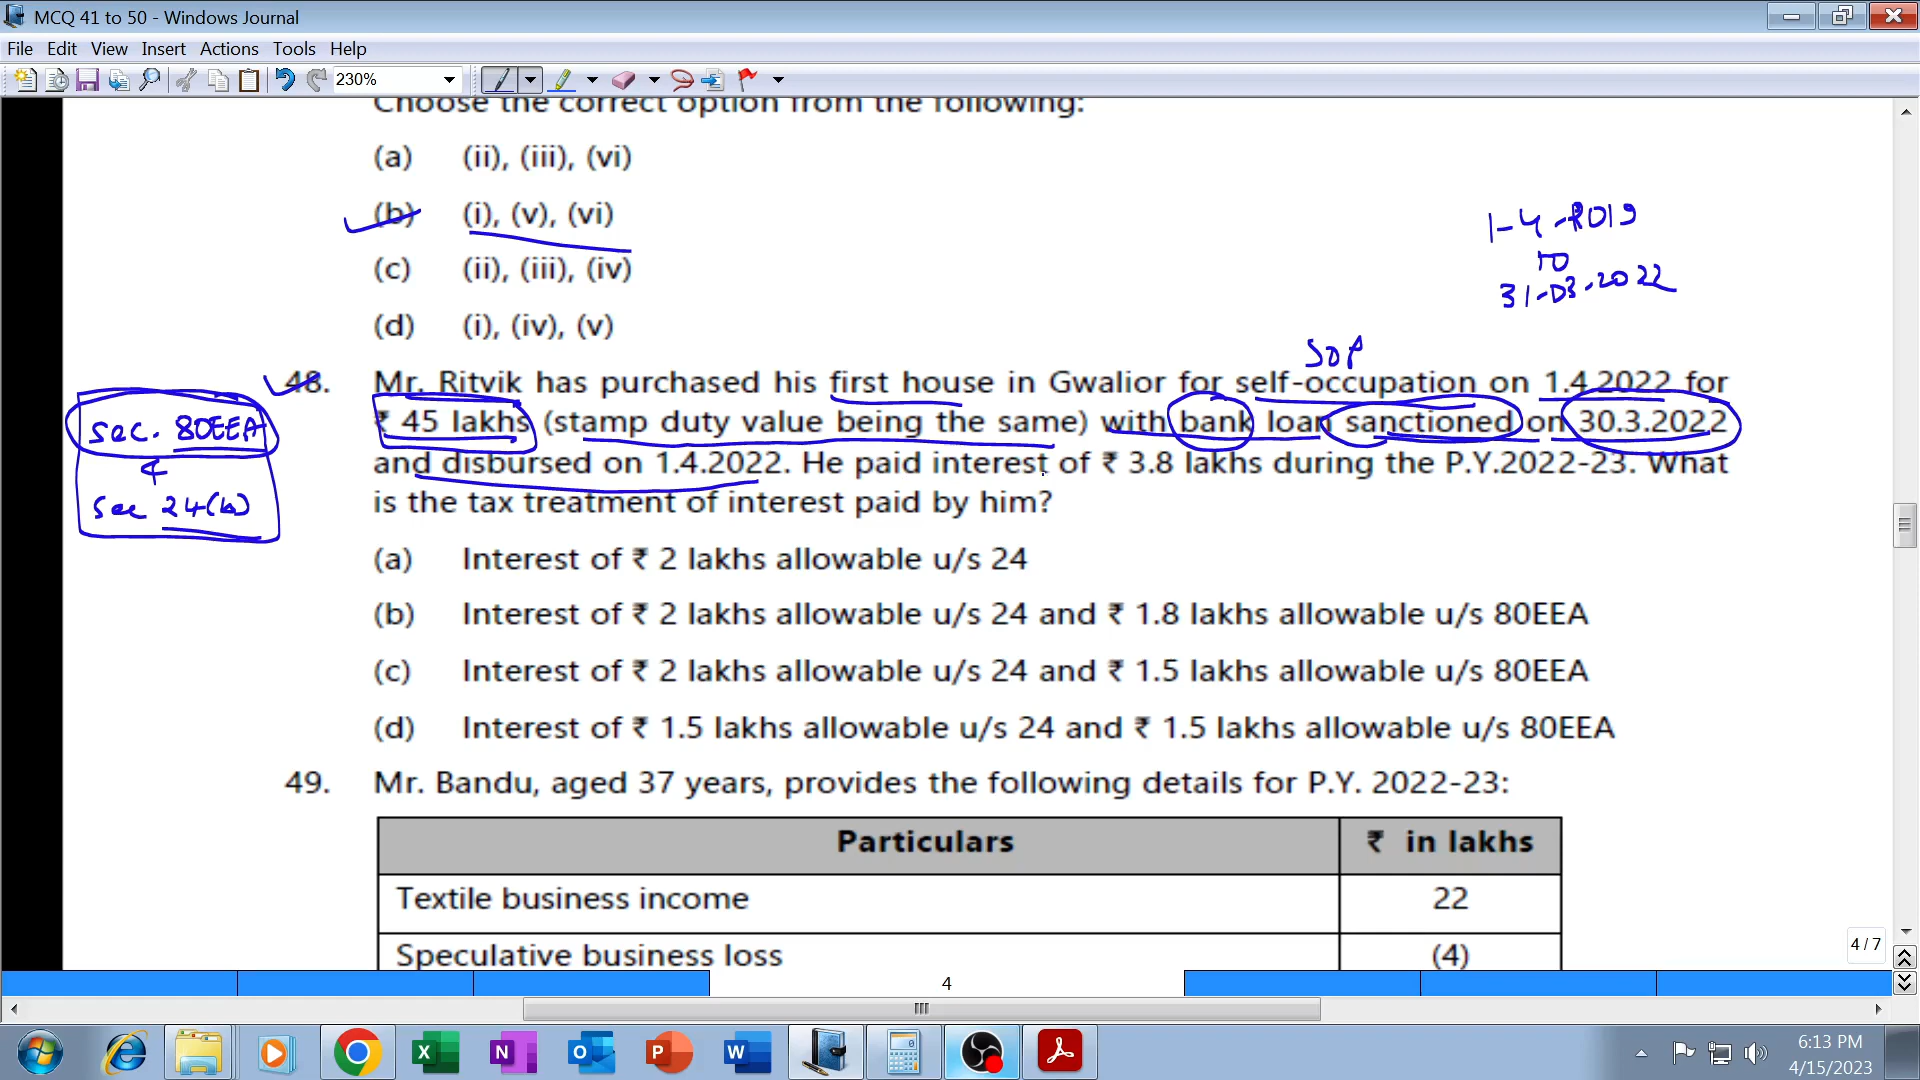 MCQ 41 to 50 - Windows Journal
File Edit View Insert Actions Tools Help
230%
Choose the correct option from the following:
(a) (ii), (iii), (vi)
(b) (i), (v), (vi)
(c) (ii), (iii), (iv)
(d) (i), (iv), (v)
1-4-2019
TO
31-03-2022
SOP
48. Mr. Ritvik has purchased his first house in Gwalior for self-occupation on 1.4.2022 for
₹ 45 lakhs (stamp duty value being the same) with bank loan sanctioned on 30.3.2022
and disbursed on 1.4.2022. He paid interest of ₹ 3.8 lakhs during the P.Y.2022-23. What
is the tax treatment of interest paid by him?
sec. 80EEA
&
sec 24(b)
(a) Interest of ₹ 2 lakhs allowable u/s 24
(b) Interest of ₹ 2 lakhs allowable u/s 24 and ₹ 1.8 lakhs allowable u/s 80EEA
(c) Interest of ₹ 2 lakhs allowable u/s 24 and ₹ 1.5 lakhs allowable u/s 80EEA
(d) Interest of ₹ 1.5 lakhs allowable u/s 24 and ₹ 1.5 lakhs allowable u/s 80EEA
49. Mr. Bandu, aged 37 years, provides the following details for P.Y. 2022-23:
Particulars ₹ in lakhs
Textile business income 22
Speculative business loss (4)
4 / 7
4
6:13 PM
4/15/2023